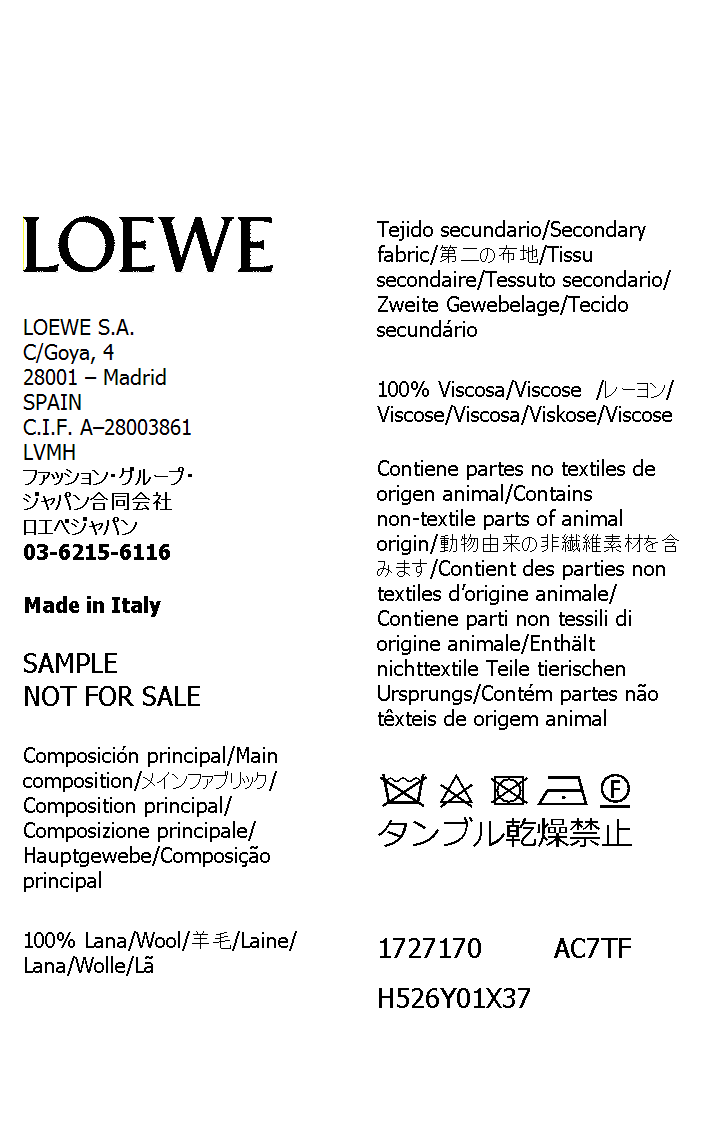 LOEWE
LOEWE S.A.
C/Goya, 4
28001 – Madrid
SPAIN
C.I.F. A–28003861
LVMH
ファッション・グループ・
ジャパン合同会社
ロエベジャパン
03-6215-6116
Made in Italy
SAMPLE
NOT FOR SALE
Composición principal/Main
composition/メインファブリック/
Composition principal/
Composizione principale/
Hauptgewebe/Composição
principal
100% Lana/Wool/羊毛/Laine/
Lana/Wolle/Lã
Tejido secundario/Secondary
fabric/第二の布地/Tissu
secondaire/Tessuto secondario/
Zweite Gewebelage/Tecido
secundário
100% Viscosa/Viscose /レーヨン/
Viscose/Viscosa/Viskose/Viscose
Contiene partes no textiles de
origen animal/Contains
non-textile parts of animal
origin/動物由来の非繊維素材を含
みます/Contient des parties non
textiles d’origine animale/
Contiene parti non tessili di
origine animale/Enthält
nichttextile Teile tierischen
Ursprungs/Contém partes não
têxteis de origem animal
F
タンブル乾燥禁止
1727170 AC7TF
H526Y01X37